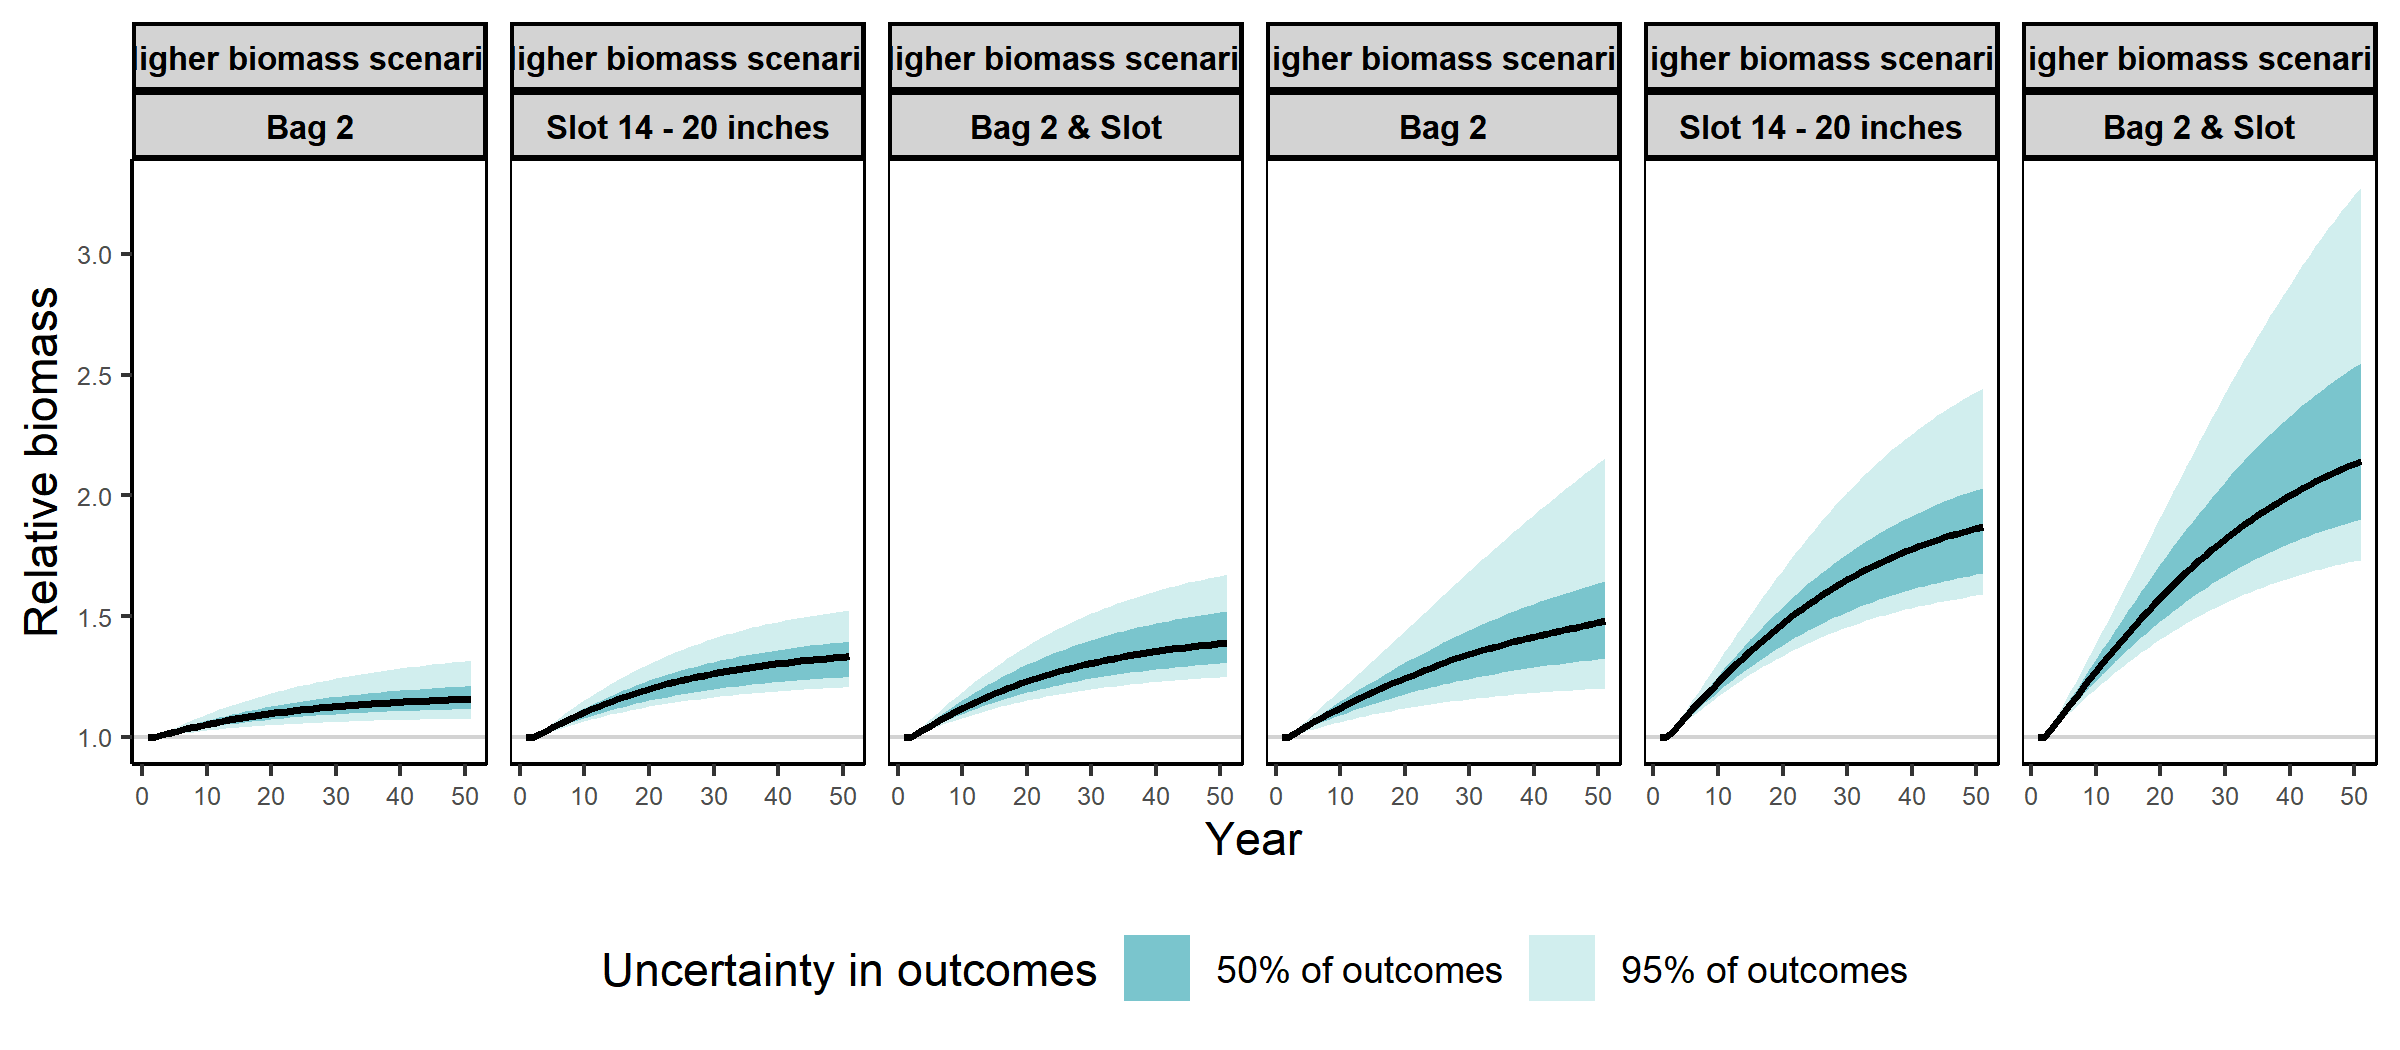 igher biomass scenari
igher biomass scenari
igher biomass scenari
igher biomass scenari
igher biomass scenari
igher biomass scenari
Bag 2
Slot 14 - 20 inches
Bag 2 & Slot
Bag 2
Slot 14 - 20 inches
Bag 2 & Slot
Relative biomass
3.0
2.5
2.0
1.5
1.0
0 10 20 30 40 50
0 10 20 30 40 50
0 10 20 30 40 50
0 10 20 30 40 50
0 10 20 30 40 50
0 10 20 30 40 50
Year
Uncertainty in outcomes 50% of outcomes 95% of outcomes